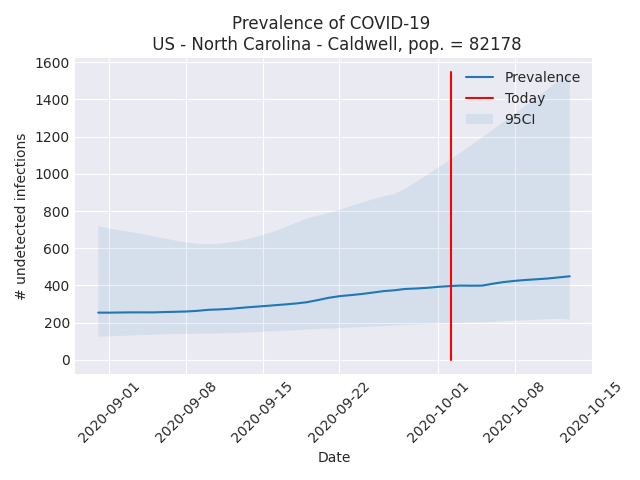 Prevalence of COVID-19
US - North Carolina - Caldwell, pop. = 82178
1600
1400
1200
1000
800
600
400
200
0
# undetected infections
Prevalence
Today
95CI
2020-09-01
2020-09-08
2020-09-15
2020-09-22
2020-10-01
2020-10-08
2020-10-15
Date